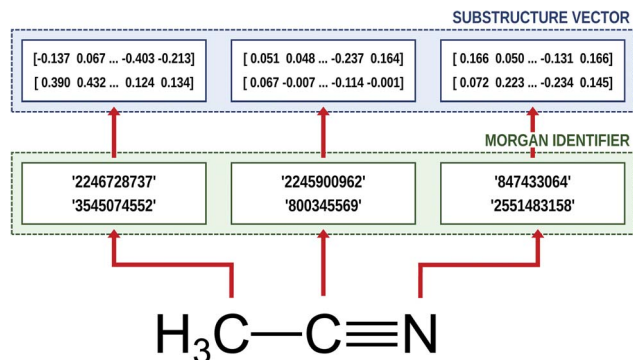 SUBSTRUCTURE VECTOR
[-0.137 0.067 ... -0.403 -0.213]
[ 0.390 0.432 ... 0.124 0.134]
[ 0.051 0.048 ... -0.237 0.164]
[ 0.067 -0.007 ... -0.114 -0.001]
[ 0.166 0.050 ... -0.131 0.166]
[ 0.072 0.223 ... -0.234 0.145]
MORGAN IDENTIFIER
'2246728737'
'3545074552'
'2245900962'
'800345569'
'847433064'
'2551483158'
H₃C—C≡N